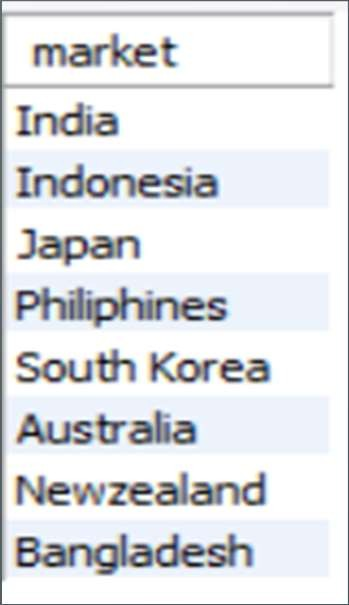 market
India
Indonesia
Japan
Philiphines
South Korea
Australia
Newzealand
Bangladesh